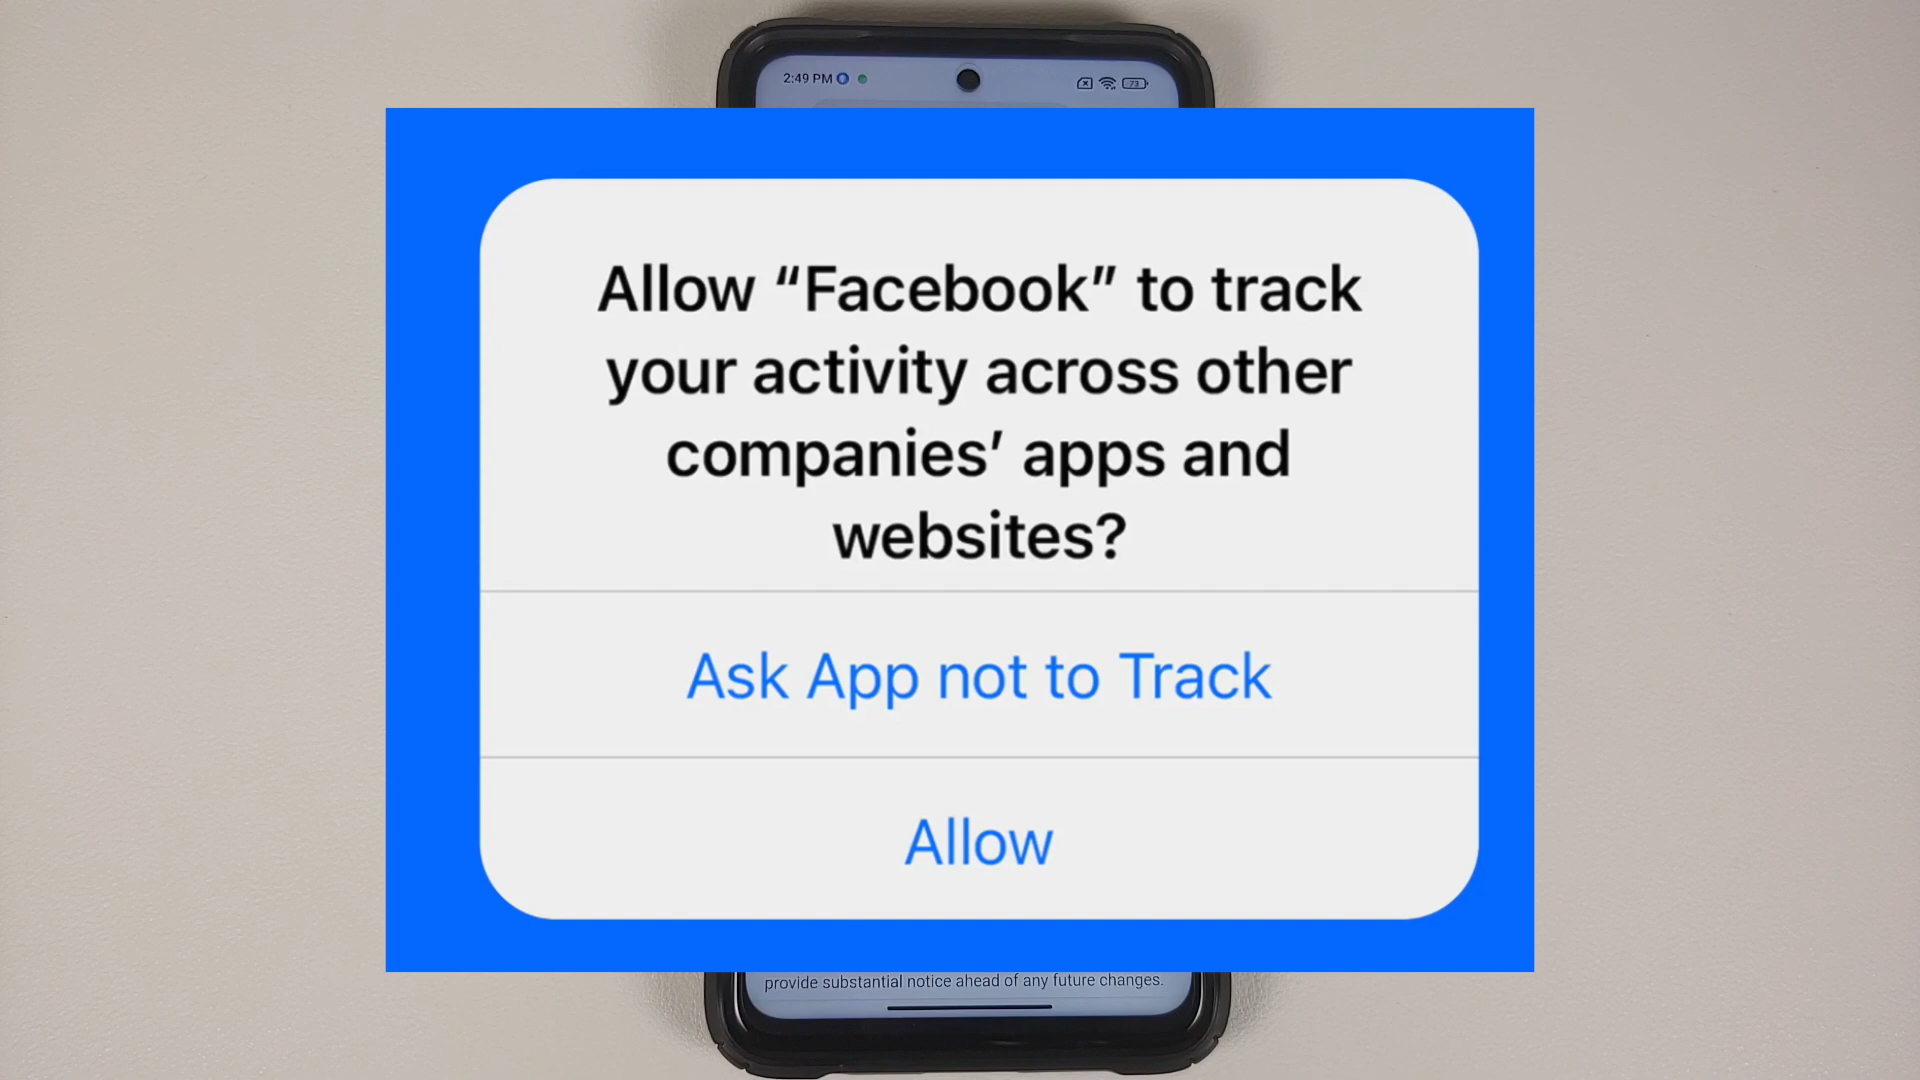 2:49 PM
73
Allow “Facebook” to track
your activity across other
companies’ apps and
websites?
Ask App not to Track
Allow
provide substantial notice ahead of any future changes.